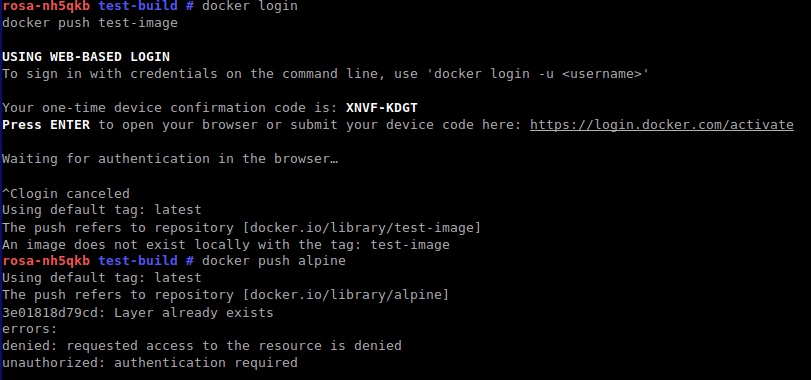 rosa-nh5qkb test-build # docker login
docker push test-image
USING WEB-BASED LOGIN
To sign in with credentials on the command line, use 'docker login -u <username>'
Your one-time device confirmation code is: XNVF-KDGT
Press ENTER to open your browser or submit your device code here: https://login.docker.com/activate
Waiting for authentication in the browser…
^Clogin canceled
Using default tag: latest
The push refers to repository [docker.io/library/test-image]
An image does not exist locally with the tag: test-image
rosa-nh5qkb test-build # docker push alpine
Using default tag: latest
The push refers to repository [docker.io/library/alpine]
3e01818d79cd: Layer already exists
errors:
denied: requested access to the resource is denied
unauthorized: authentication required